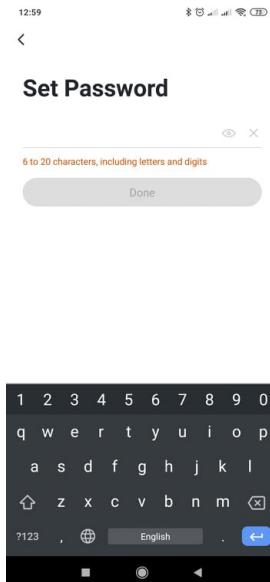 12:59
73
Set Password
6 to 20 characters, including letters and digits
Done
1 2 3 4 5 6 7 8 9 0
q w e r t y u i o p
a s d f g h j k l
z x c v b n m
?123 , English .